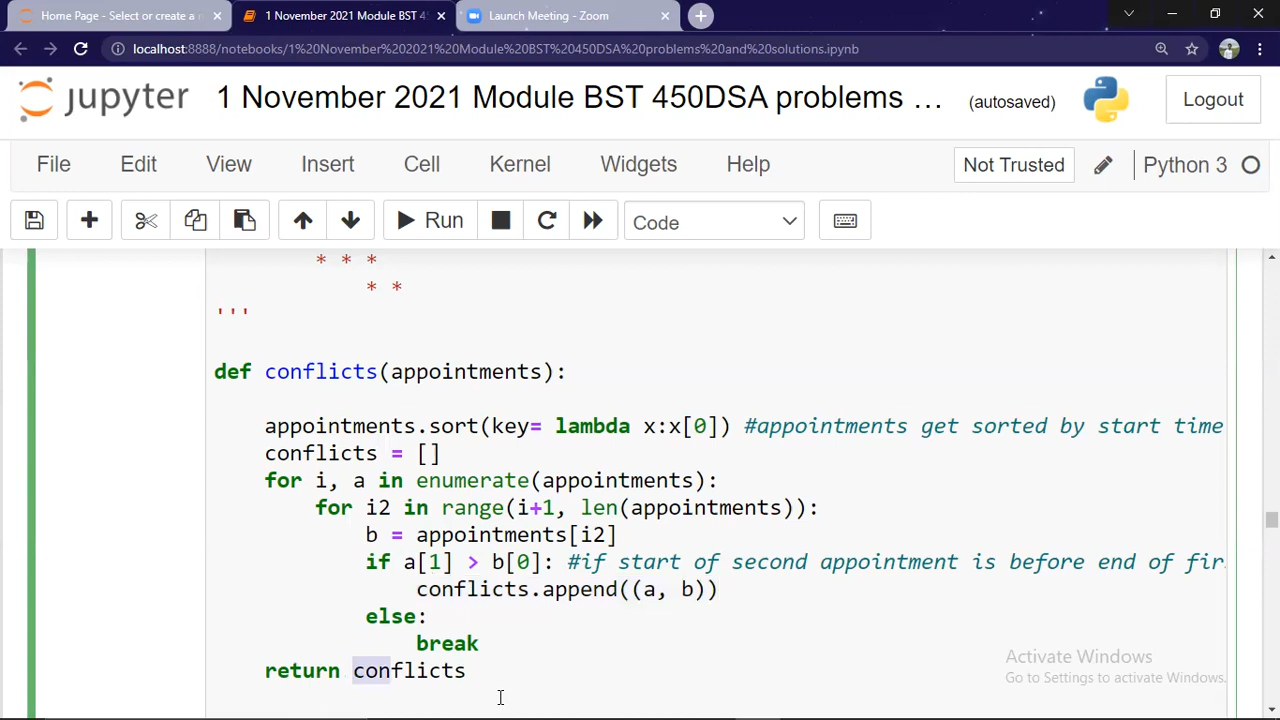 Home Page - Select or create a n
1 November 2021 Module BST 45
Launch Meeting - Zoom
localhost:8888/notebooks/1%20November%202021%20Module%20BST%20450DSA%20problems%20and%20solutions.ipynb
jupyter 1 November 2021 Module BST 450DSA problems ... (autosaved) Logout
File Edit View Insert Cell Kernel Widgets Help Not Trusted Python 3
Run Code
* * *
* *
'''
def conflicts(appointments):
appointments.sort(key= lambda x:x[0]) #appointments get sorted by start time
conflicts = []
for i, a in enumerate(appointments):
for i2 in range(i+1, len(appointments)):
b = appointments[i2]
if a[1] > b[0]: #if start of second appointment is before end of fir
conflicts.append((a, b))
else:
break
return conflicts
Activate Windows
Go to Settings to activate Windows.